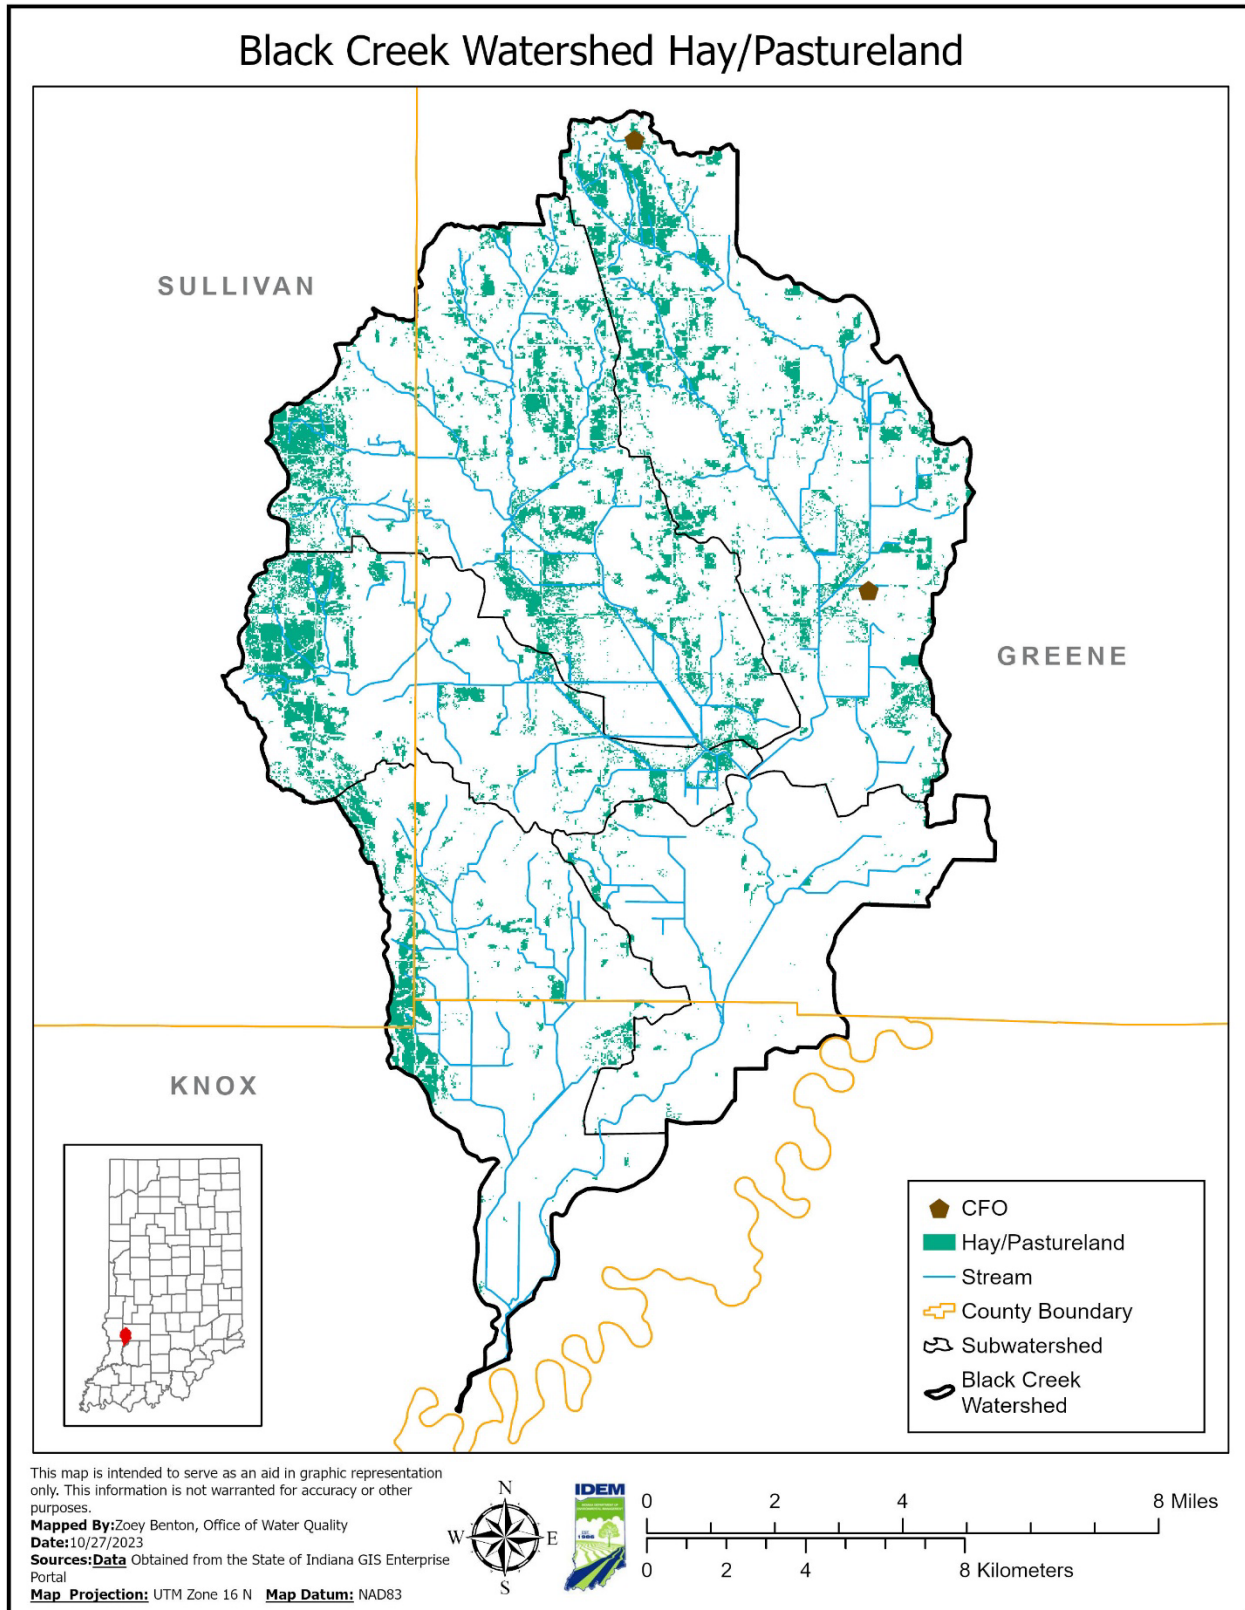 Black Creek Watershed Hay/Pastureland
SULLIVAN
GREENE
KNOX
CFO
Hay/Pastureland
Stream
County Boundary
Subwatershed
Black Creek
Watershed
This map is intended to serve as an aid in graphic representation
only. This information is not warranted for accuracy or other
purposes.
Mapped By:Zoey Benton, Office of Water Quality
Date:10/27/2023
Sources:Data Obtained from the State of Indiana GIS Enterprise
Portal
Map Projection: UTM Zone 16 N Map Datum: NAD83
N
W E
S
IDEM
0 2 4 8 Miles
0 2 4 8 Kilometers